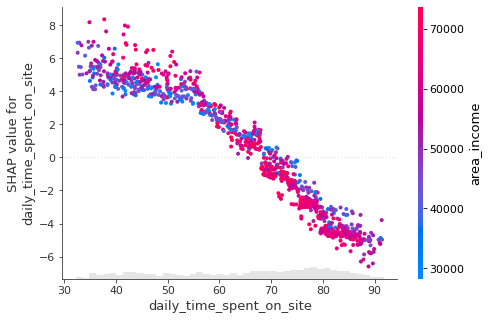 8
6
4
2
0
−2
−4
−6
SHAP value for
daily_time_spent_on_site
30 40 50 60 70 80 90
daily_time_spent_on_site
70000
60000
50000
40000
30000
area_income